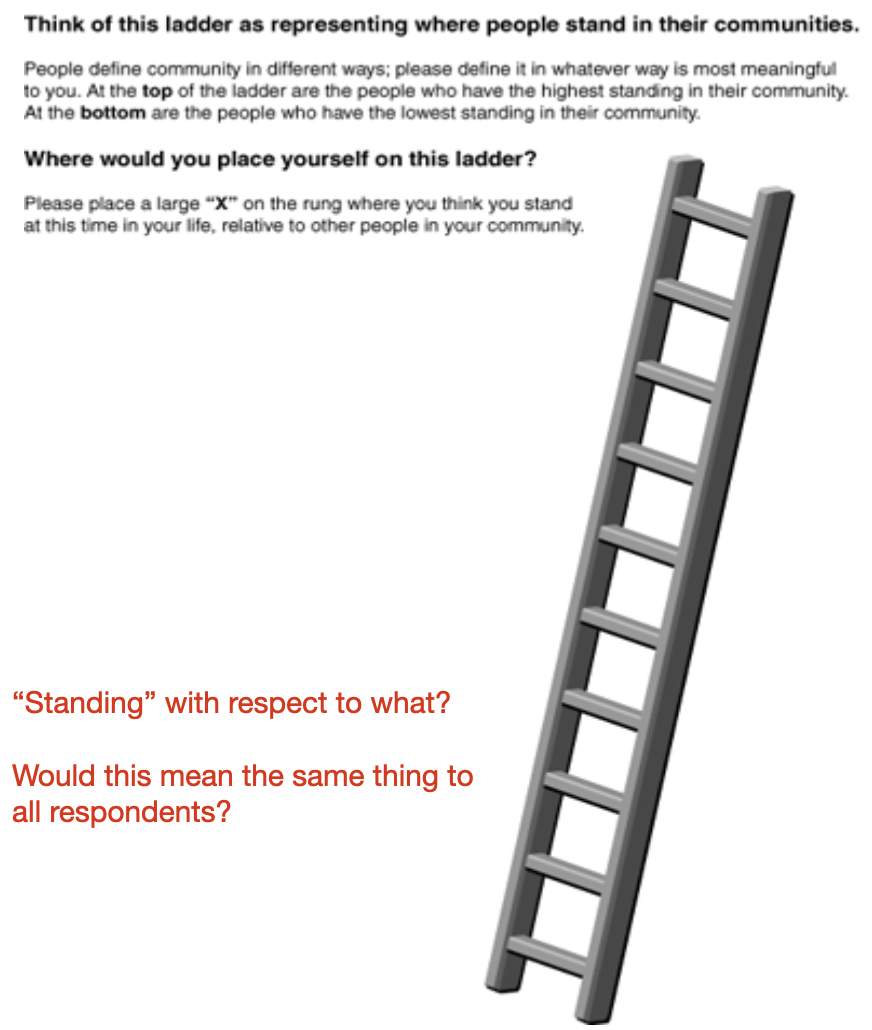 Think of this ladder as representing where people stand in their communities.
People define community in different ways; please define it in whatever way is most meaningful
to you. At the top of the ladder are the people who have the highest standing in their community.
At the bottom are the people who have the lowest standing in their community.
Where would you place yourself on this ladder?
Please place a large “X” on the rung where you think you stand
at this time in your life, relative to other people in your community.
“Standing” with respect to what?
Would this mean the same thing to
all respondents?